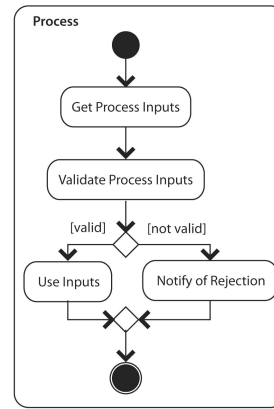 Process
Get Process Inputs
Validate Process Inputs
[valid]
[not valid]
Use Inputs
Notify of Rejection